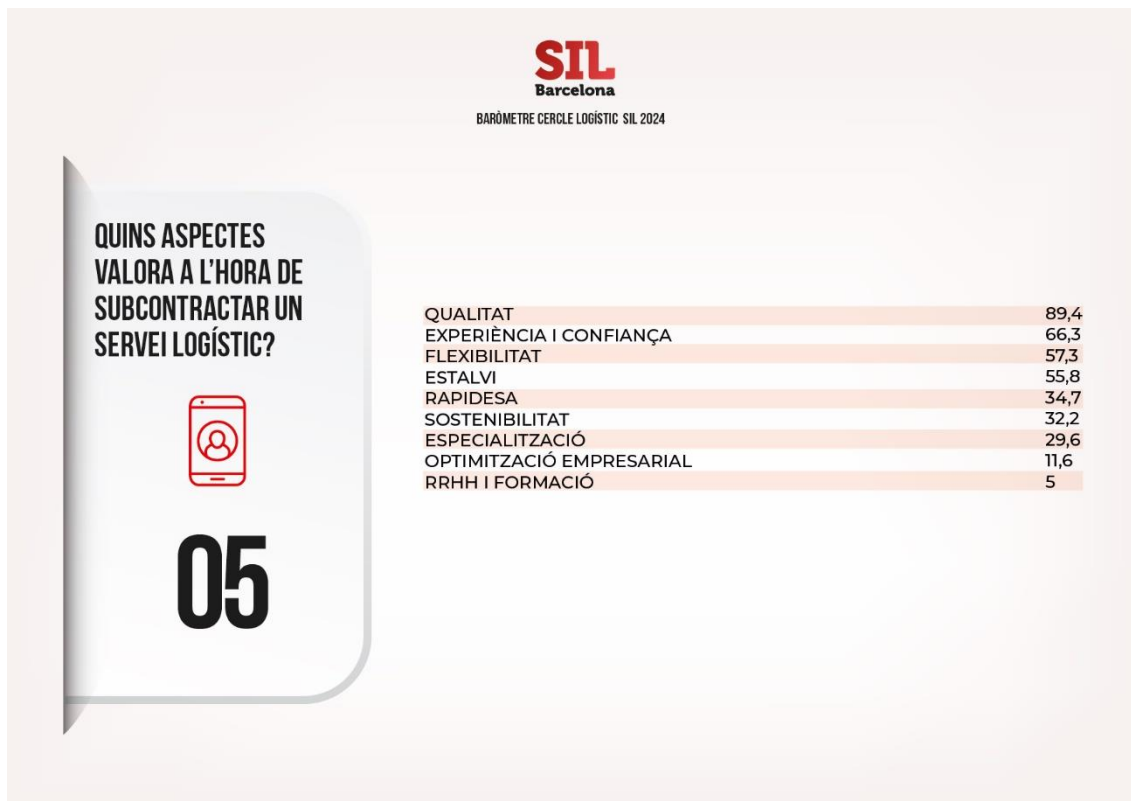 SIL
Barcelona
BARÒMETRE CERCLE LOGÍSTIC SIL 2024
QUINS ASPECTES
VALORA A L'HORA DE
SUBCONTRACTAR UN
SERVEI LOGÍSTIC?
05
QUALITAT 89,4
EXPERIÈNCIA I CONFIANÇA 66,3
FLEXIBILITAT 57,3
ESTALVI 55,8
RAPIDESA 34,7
SOSTENIBILITAT 32,2
ESPECIALITZACIÓ 29,6
OPTIMITZACIÓ EMPRESARIAL 11,6
RRHH I FORMACIÓ 5